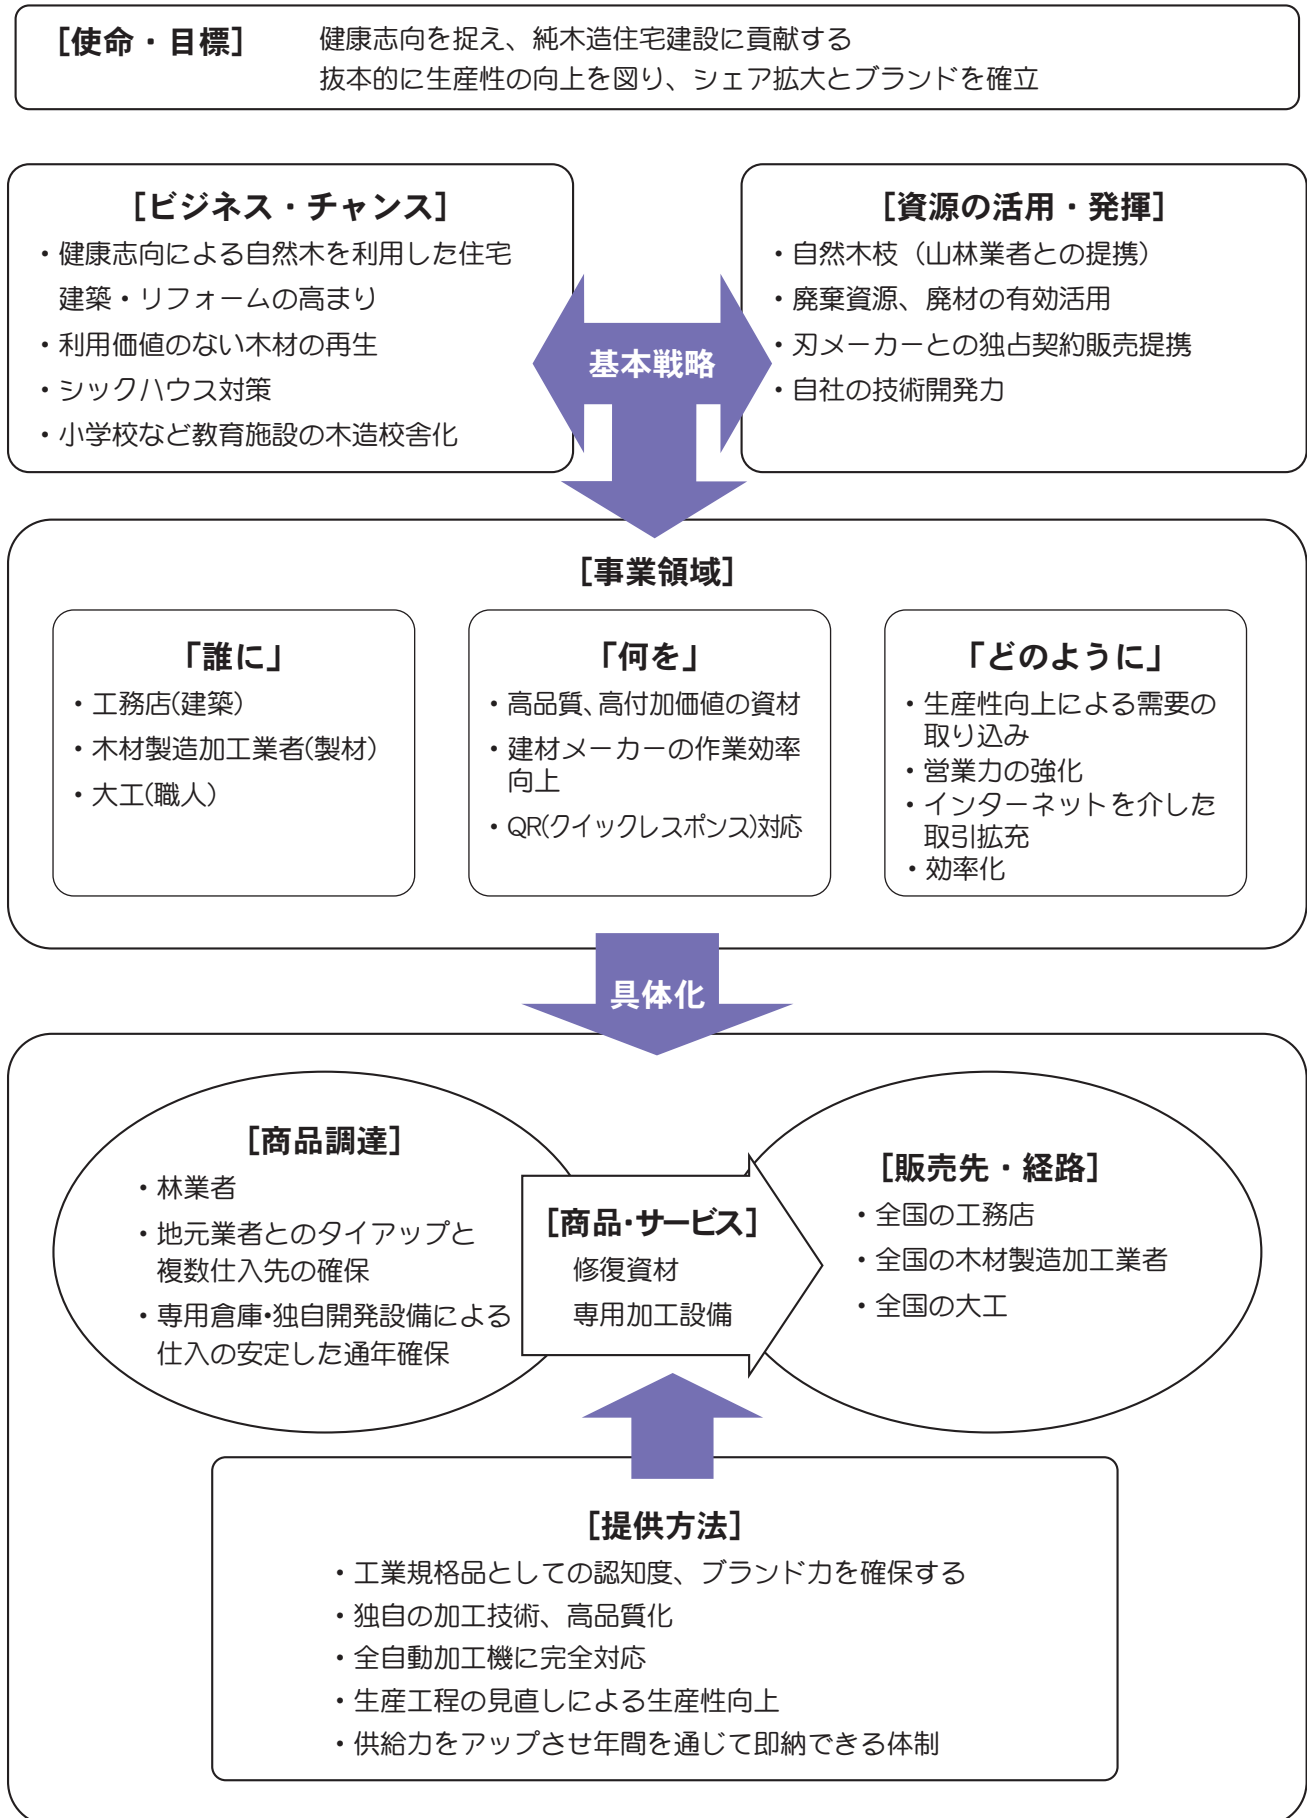 ［使命・目標］
健康志向を捉え、純木造住宅建設に貢献する
抜本的に生産性の向上を図り、シェア拡大とブランドを確立
［ビジネス・チャンス］
・健康志向による自然木を利用した住宅
建築・リフォームの高まり
・利用価値のない木材の再生
・シックハウス対策
・小学校など教育施設の木造校舎化
［資源の活用・発揮］
・自然木枝（山林業者との提携）
・廃棄資源、廃材の有効活用
・刃メーカーとの独占契約販売提携
・自社の技術開発力
基本戦略
［事業領域］
「誰に」
・工務店(建築)
・木材製造加工業者(製材)
・大工(職人)
「何を」
・高品質、高付加価値の資材
・建材メーカーの作業効率
向上
・QR(クイックレスポンス)対応
「どのように」
・生産性向上による需要の
取り込み
・営業力の強化
・インターネットを介した
取引拡充
・効率化
具体化
［商品調達］
・林業者
・地元業者とのタイアップと
複数仕入先の確保
・専用倉庫・独自開発設備による
仕入の安定した通年確保
［商品・サービス］
修復資材
専用加工設備
［販売先・経路］
・全国の工務店
・全国の木材製造加工業者
・全国の大工
［提供方法］
・工業規格品としての認知度、ブランド力を確保する
・独自の加工技術、高品質化
・全自動加工機に完全対応
・生産工程の見直しによる生産性向上
・供給力をアップさせ年間を通じて即納できる体制